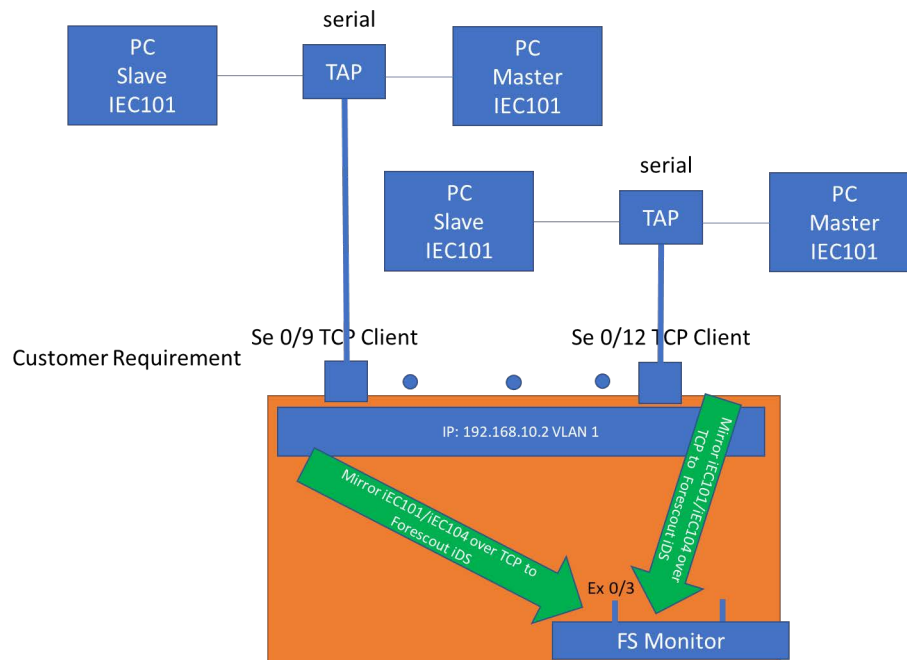 serial
PC
Slave
IEC101
TAP
PC
Master
IEC101
serial
PC
Slave
IEC101
TAP
PC
Master
IEC101
Customer Requirement
Se 0/9 TCP Client
Se 0/12 TCP Client
IP: 192.168.10.2 VLAN 1
Mirror iEC101/iEC104 over TCP to
Forescout iDS
Mirror iEC101/iEC104 over
TCP to Forescout iDS
Ex 0/3
FS Monitor